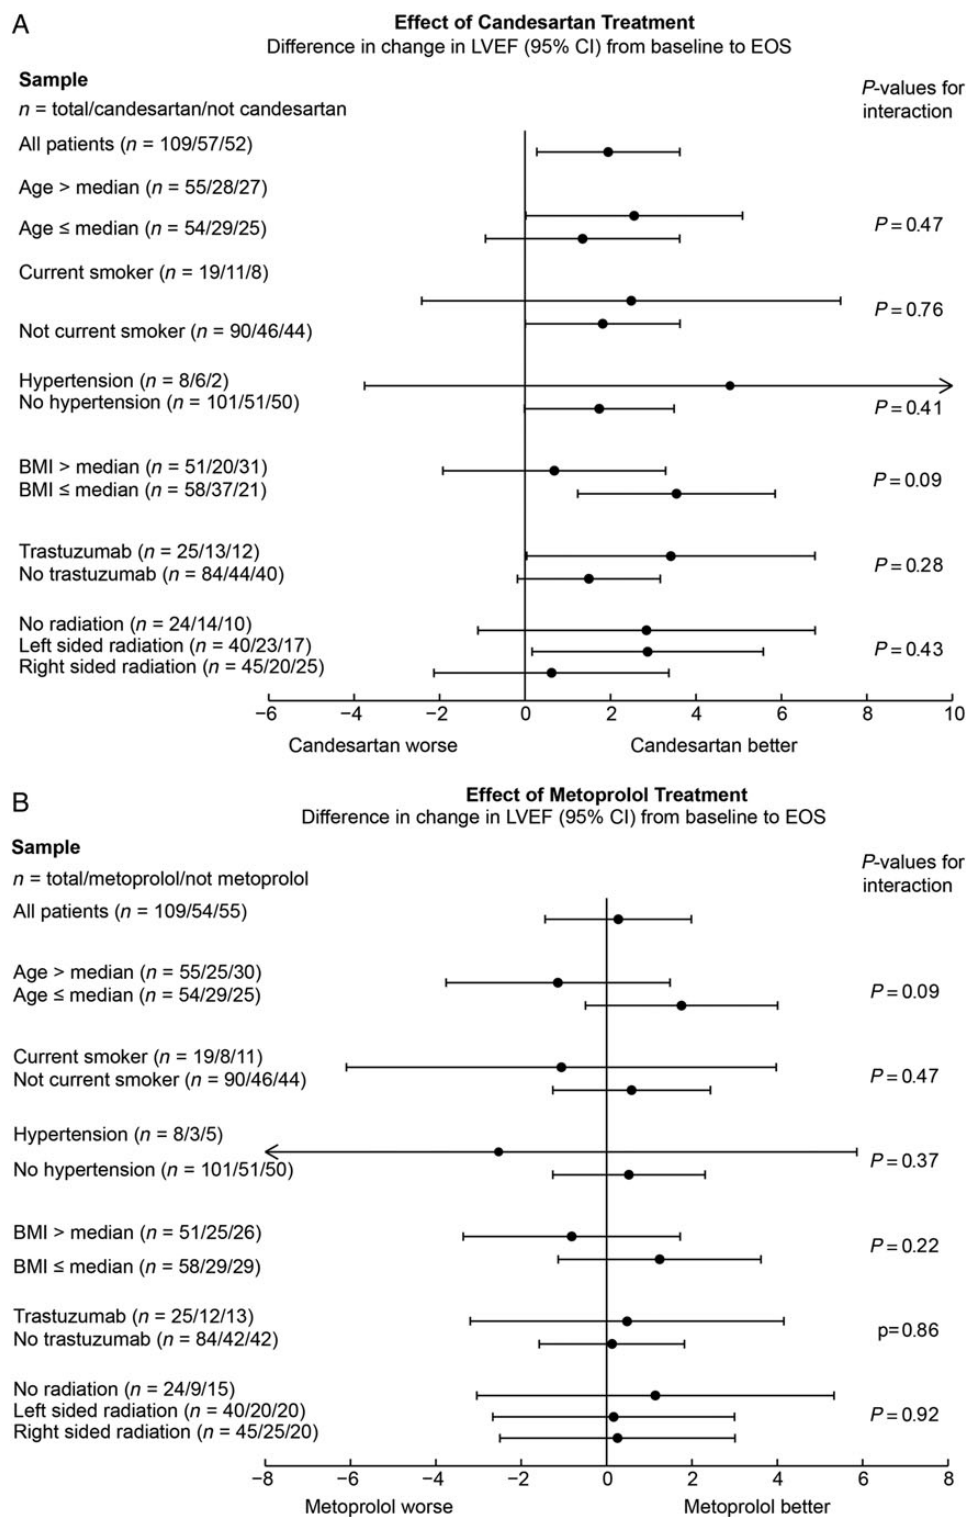 A
Effect of Candesartan Treatment
Difference in change in LVEF (95% CI) from baseline to EOS
Sample
P-values for
interaction
n = total/candesartan/not candesartan
All patients (n = 109/57/52)
Age > median (n = 55/28/27)
Age ≤ median (n = 54/29/25)
P = 0.47
Current smoker (n = 19/11/8)
P = 0.76
Not current smoker (n = 90/46/44)
Hypertension (n = 8/6/2)
No hypertension (n = 101/51/50)
P = 0.41
BMI > median (n = 51/20/31)
P = 0.09
BMI ≤ median (n = 58/37/21)
Trastuzumab (n = 25/13/12)
P = 0.28
No trastuzumab (n = 84/44/40)
No radiation (n = 24/14/10)
Left sided radiation (n = 40/23/17)
P = 0.43
Right sided radiation (n = 45/20/25)
−6 −4 −2 0 2 4 6 8 10
Candesartan worse Candesartan better
B
Effect of Metoprolol Treatment
Difference in change in LVEF (95% CI) from baseline to EOS
Sample
P-values for
interaction
n = total/metoprolol/not metoprolol
All patients (n = 109/54/55)
Age > median (n = 55/25/30)
Age ≤ median (n = 54/29/25)
P = 0.09
Current smoker (n = 19/8/11)
Not current smoker (n = 90/46/44)
P = 0.47
Hypertension (n = 8/3/5)
P = 0.37
No hypertension (n = 101/51/50)
BMI > median (n = 51/25/26)
P = 0.22
BMI ≤ median (n = 58/29/29)
Trastuzumab (n = 25/12/13)
p=0.86
No trastuzumab (n = 84/42/42)
No radiation (n = 24/9/15)
Left sided radiation (n = 40/20/20)
P = 0.92
Right sided radiation (n = 45/25/20)
−8 −6 −4 −2 0 2 4 6 8
Metoprolol worse Metoprolol better